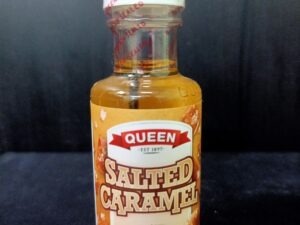 QUEEN
EST 1897
SALTED
CARAMEL